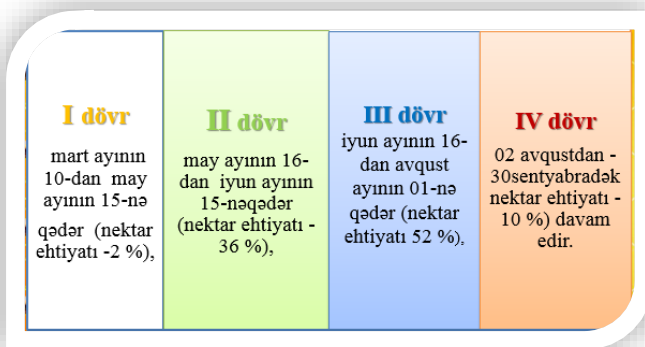 I dövr
mart ayının
10-dan may
ayının 15-nə
qədər (nektar
ehtiyatı -2 %),
II dövr
may ayının 16-
dan iyun ayının
15-nəqədər
(nektar ehtiyatı -
36 %),
III dövr
iyun ayının 16-
dan avqust
ayının 01-nə
qədər (nektar
ehtiyatı 52 %),
IV dövr
02 avqustdan -
30sentyabradək
nektar ehtiyatı -
10 %) davam
edir.